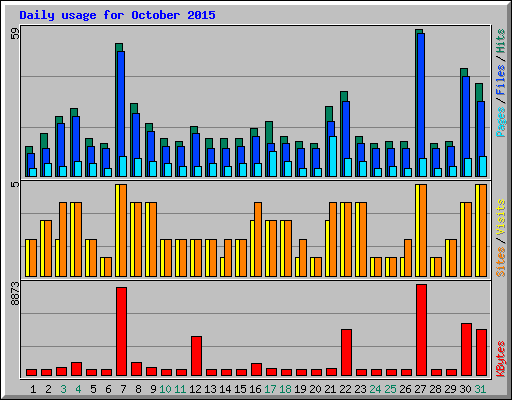 Daily usage for October 2015
59
Pages / Files / Hits
5
Sites / Visits
8873
KBytes
1 2 3 4 5 6 7 8 9 10 11 12 13 14 15 16 17 18 19 20 21 22 23 24 25 26 27 28 29 30 31